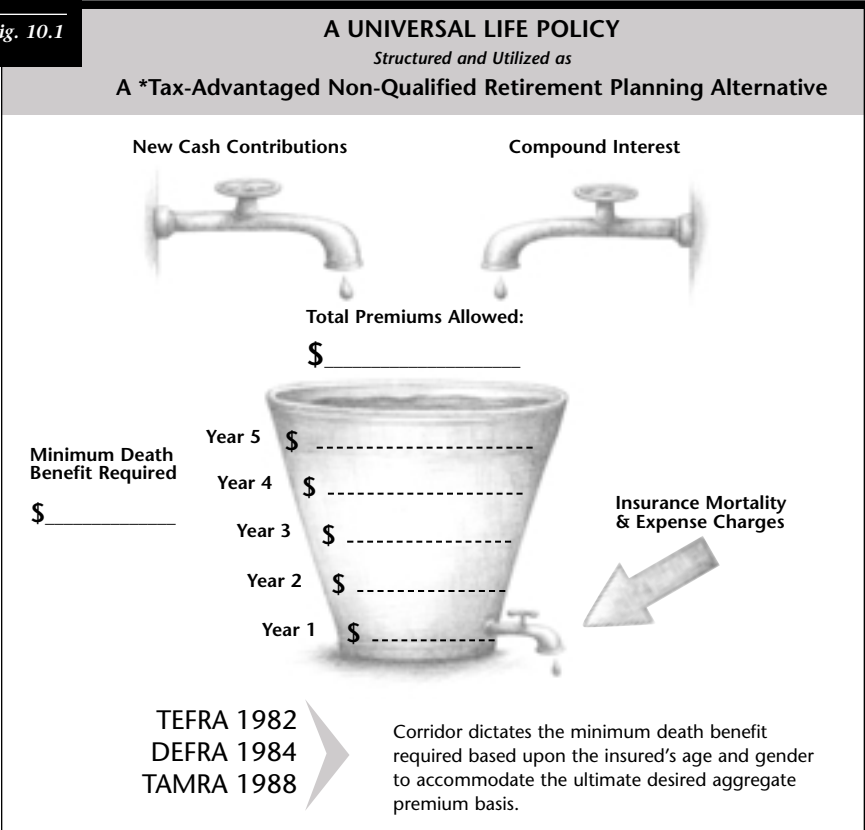 ig. 10.1
A UNIVERSAL LIFE POLICY
Structured and Utilized as
A *Tax-Advantaged Non-Qualified Retirement Planning Alternative
New Cash Contributions
Compound Interest
Total Premiums Allowed:
$____________________
Minimum Death
Benefit Required
$_____________
Year 5 $ ------------------------
Year 4 $ ----------------------
Year 3 $ -------------------
Year 2 $ -----------------
Year 1 $ --------------
Insurance Mortality
& Expense Charges
TEFRA 1982
DEFRA 1984
TAMRA 1988
Corridor dictates the minimum death benefit
required based upon the insured's age and gender
to accommodate the ultimate desired aggregate
premium basis.